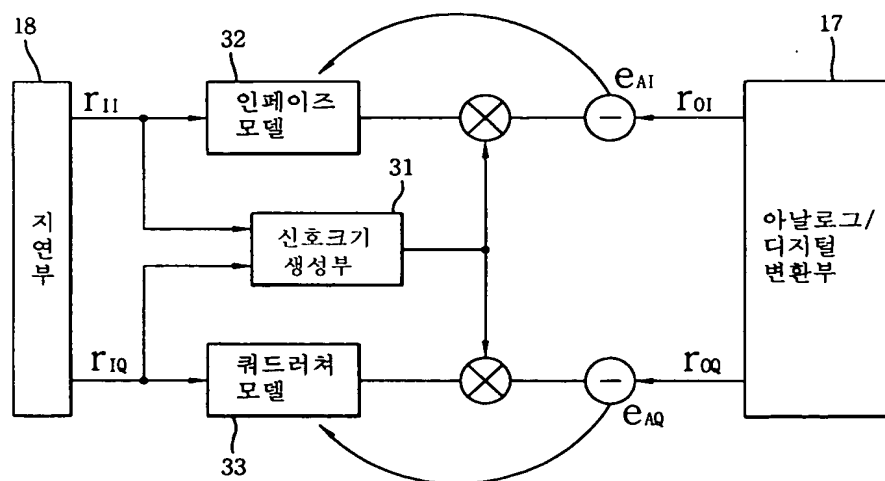 18
지연부
r_II
r_IQ
32
인페이즈
모델
31
신호크기
생성부
쿼드러쳐
모델
33
e_AI
e_AQ
r_OI
r_OQ
17
아날로그/
디지털
변환부